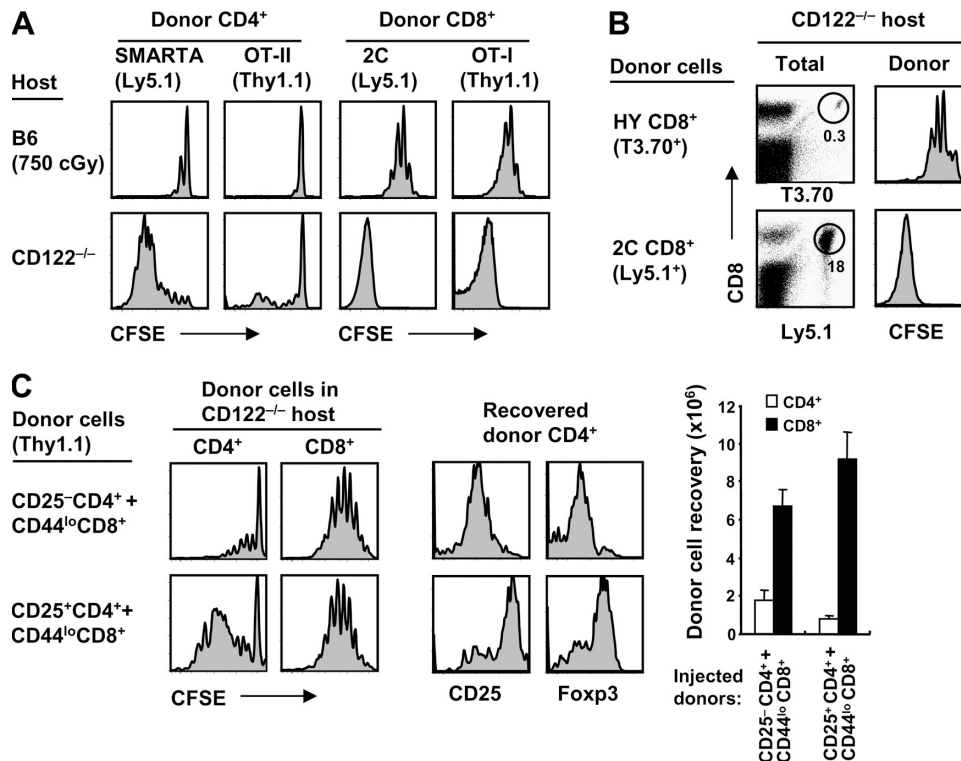 A
Donor CD4⁺
Donor CD8⁺
Host
SMARTA
(Ly5.1)
OT-II
(Thy1.1)
2C
(Ly5.1)
OT-I
(Thy1.1)
B6
(750 cGy)
CD122⁻/⁻
CFSE
CFSE
B
CD122⁻/⁻ host
Donor cells
Total
Donor
HY CD8⁺
(T3.70⁺)
0.3
T3.70
2C CD8⁺
(Ly5.1⁺)
18
CD8
Ly5.1
CFSE
C
Donor cells
(Thy1.1)
Donor cells in
CD122⁻/⁻ host
CD4⁺
CD8⁺
Recovered
donor CD4⁺
CD25⁻CD4⁺ +
CD44ˡᵒCD8⁺
CD25⁺CD4⁺+
CD44ˡᵒCD8⁺
CFSE
CD25
Foxp3
Donor cell recovery (x10⁶)
CD4⁺
CD8⁺
12
10
8
6
4
2
0
Injected
donors:
CD25⁻ CD4⁺ +
CD44ˡᵒ CD8⁺
CD25⁺ CD4⁺ +
CD44ˡᵒ CD8⁺